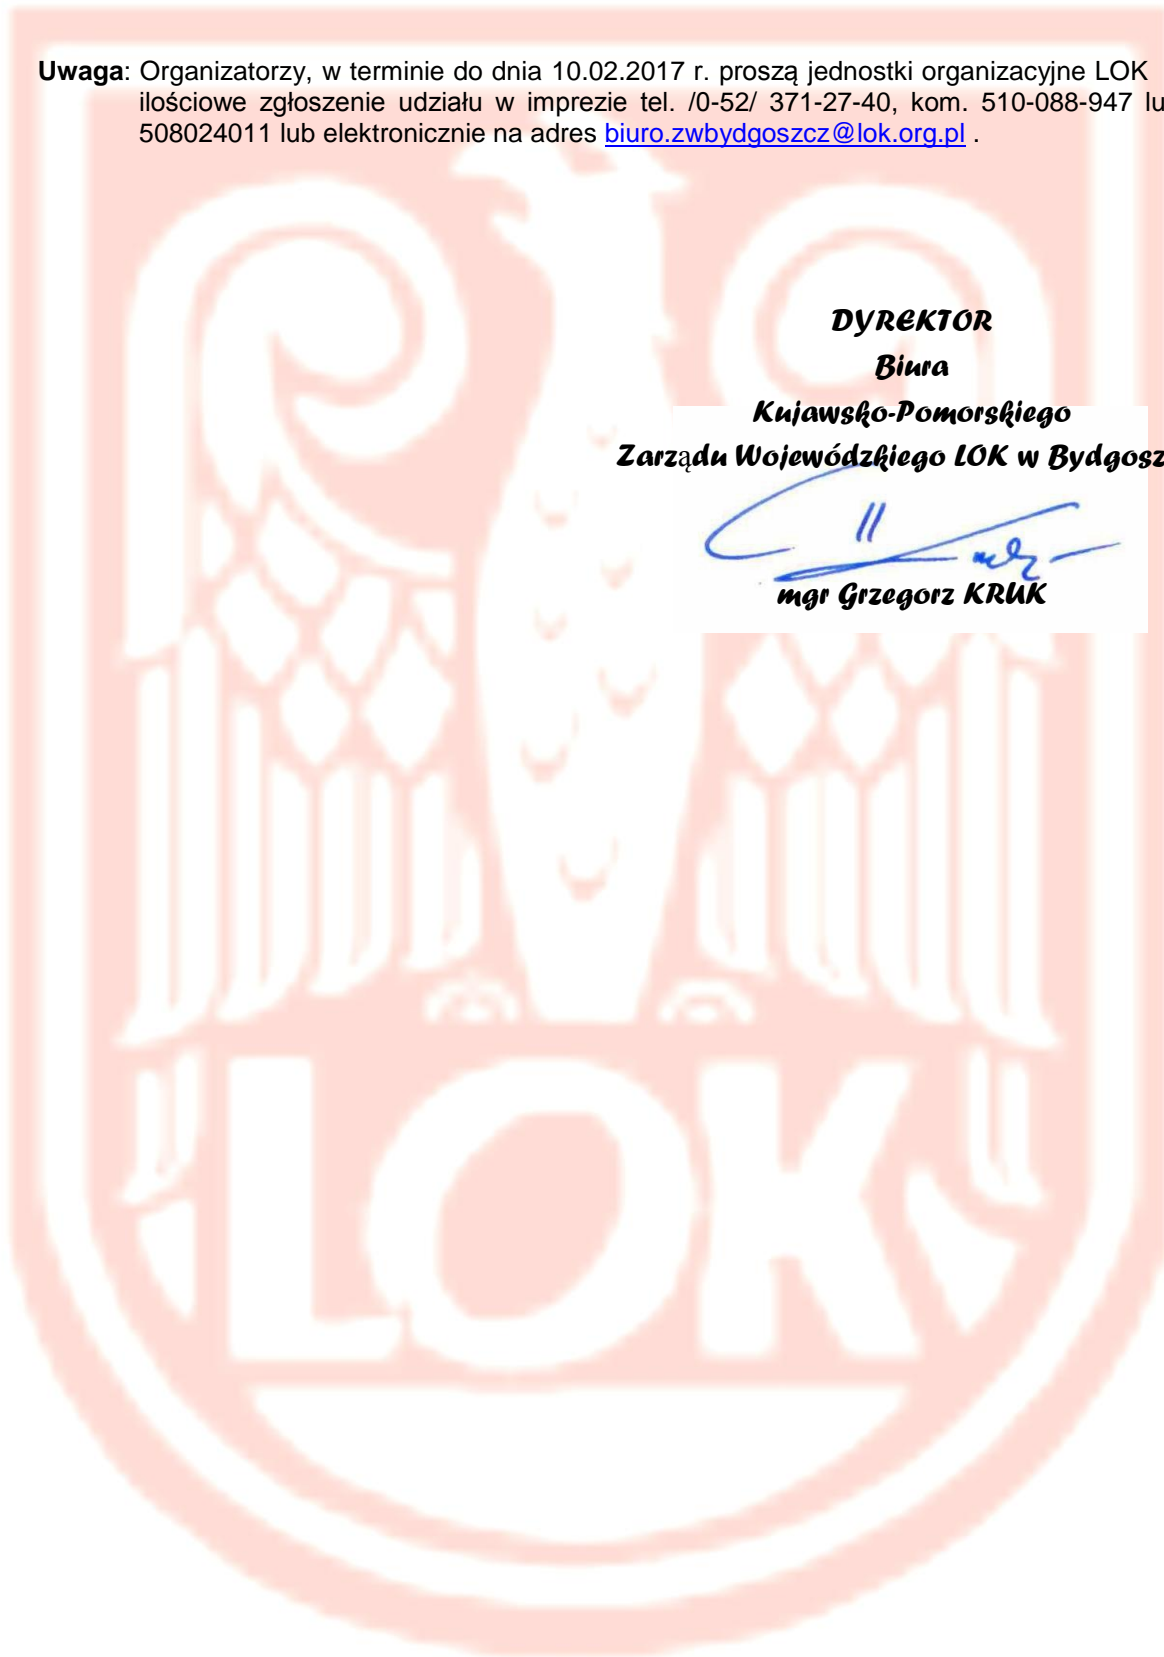 Uwaga: Organizatorzy, w terminie do dnia 10.02.2017 r. proszą jednostki organizacyjne LOK
ilościowe zgłoszenie udziału w imprezie tel. /0-52/ 371-27-40, kom. 510-088-947 lu
508024011 lub elektronicznie na adres biuro.zwbydgoszcz@lok.org.pl .
DYREKTOR
Biura
Kujawsko-Pomorskiego
Zarządu Wojewódzkiego LOK w Bydgosz
mgr Grzegorz KRUK
LOK